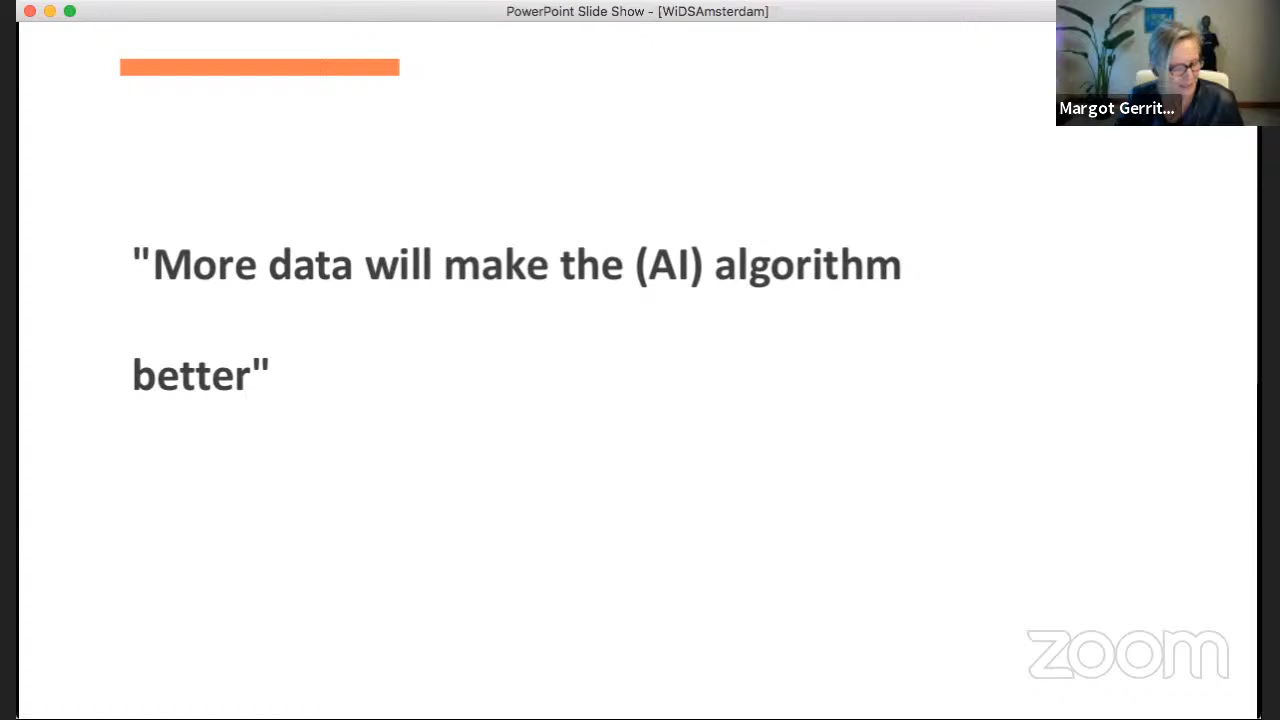 PowerPoint Slide Show - [WiDSAmsterdam]
Margot Gerrit...
"More data will make the (AI) algorithm
better"
zoom